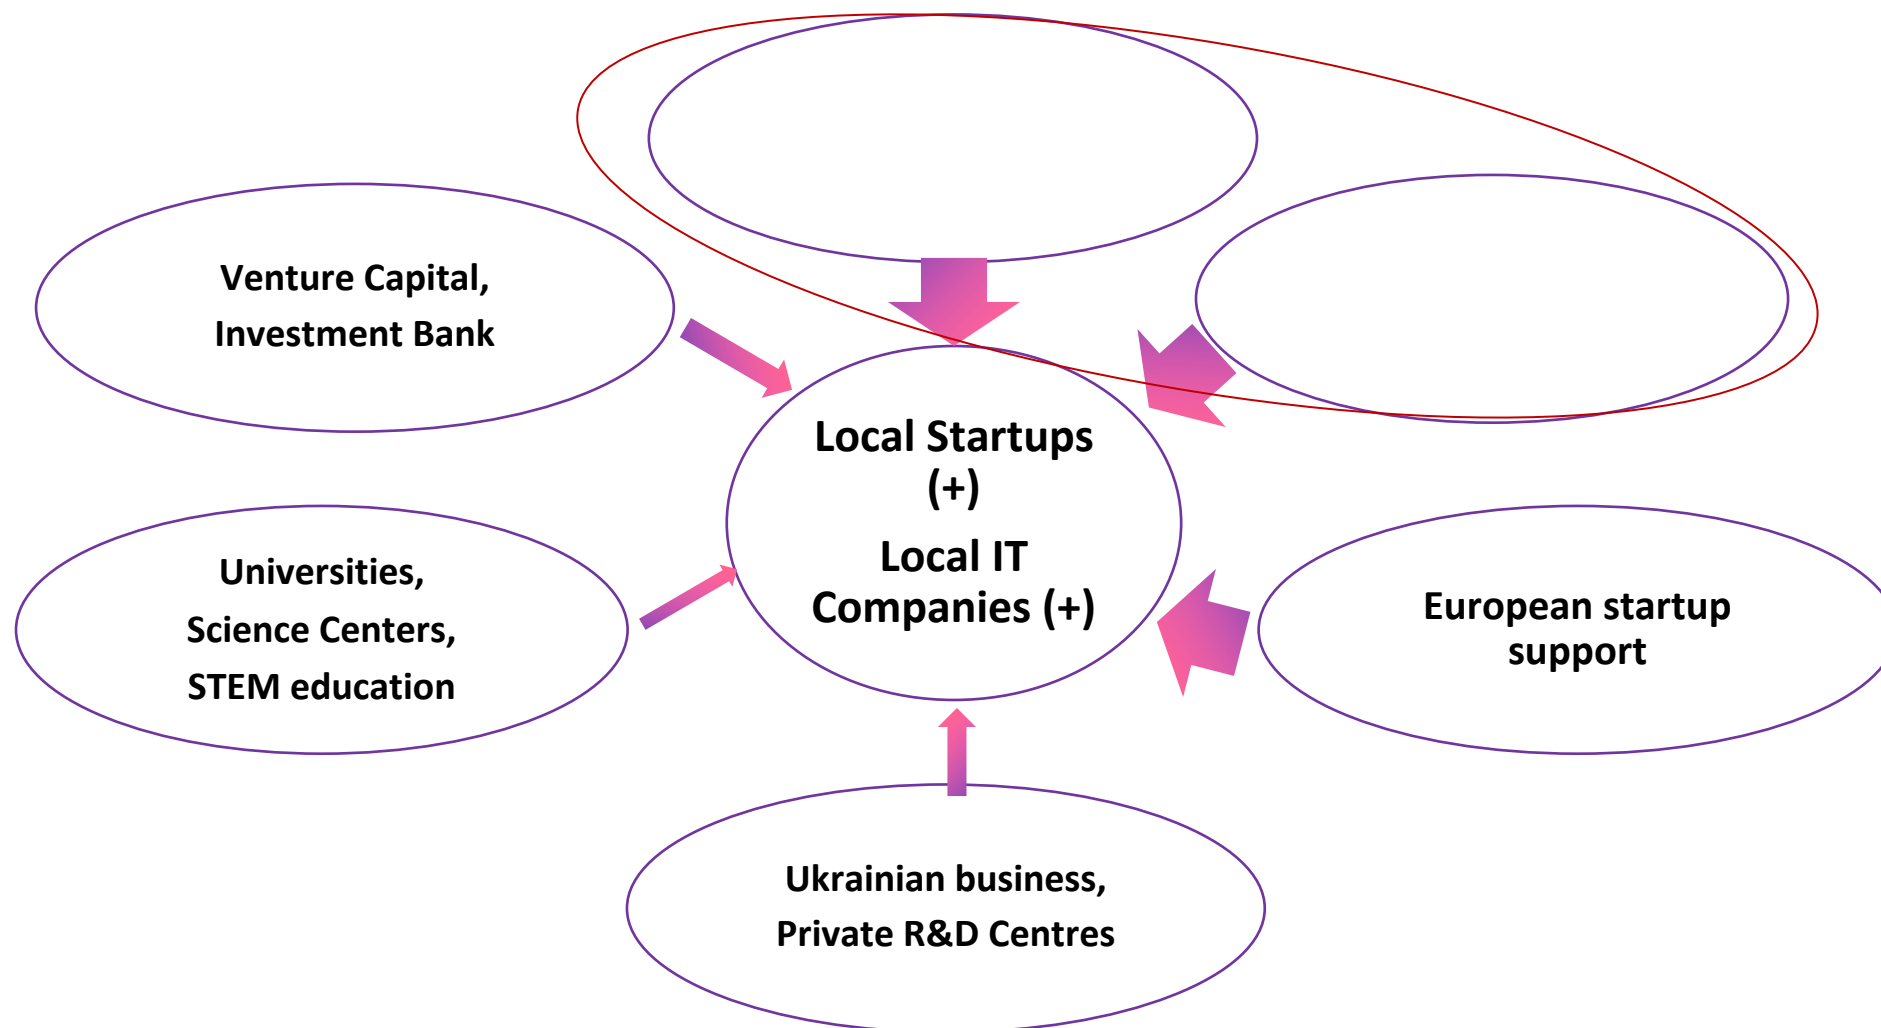 Venture Capital,
Investment Bank
Local Startups
(+)
Local IT
Companies (+)
Universities,
Science Centers,
STEM education
European startup
support
Ukrainian business,
Private R&D Centres